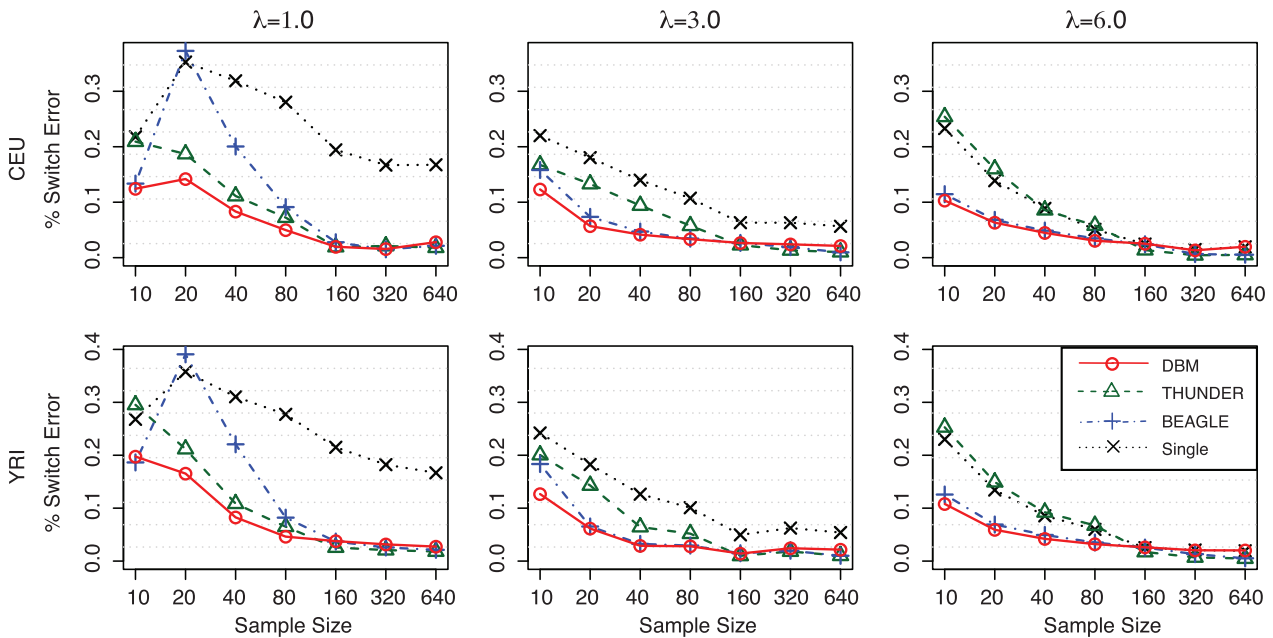 λ=1.0 λ=3.0 λ=6.0
CEU
% Switch Error
0.0 0.1 0.2 0.3
10 20 40 80 160 320 640
0.0 0.1 0.2 0.3
10 20 40 80 160 320 640
0.0 0.1 0.2 0.3
10 20 40 80 160 320 640
YRI
% Switch Error
0.0 0.1 0.2 0.3 0.4
10 20 40 80 160 320 640
Sample Size
0.0 0.1 0.2 0.3 0.4
10 20 40 80 160 320 640
Sample Size
0.0 0.1 0.2 0.3 0.4
DBM
THUNDER
BEAGLE
Single
10 20 40 80 160 320 640
Sample Size